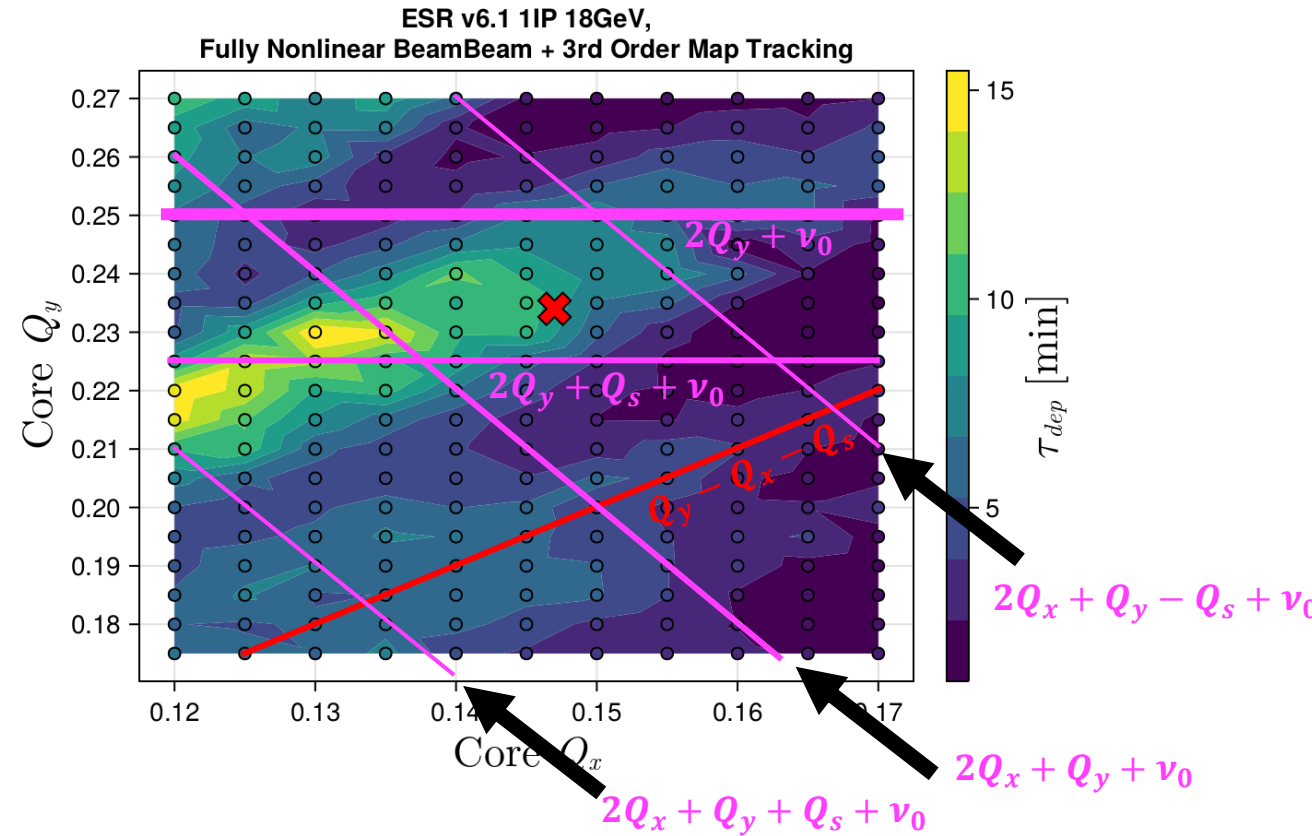 ESR v6.1 1IP 18GeV,
Fully Nonlinear BeamBeam + 3rd Order Map Tracking
0.27
0.26
0.25
0.24
0.23
0.22
0.21
0.20
0.19
0.18
Core Q_y
2Q_y + ν_0
2Q_y + Q_s + ν_0
Q_y − Q_x − Q_s
15
10
5
τ_dep [min]
2Q_x + Q_y − Q_s + ν_0
0.12 0.13 0.14 0.15 0.16 0.17
Core Q_x
2Q_x + Q_y + ν_0
2Q_x + Q_y + Q_s + ν_0